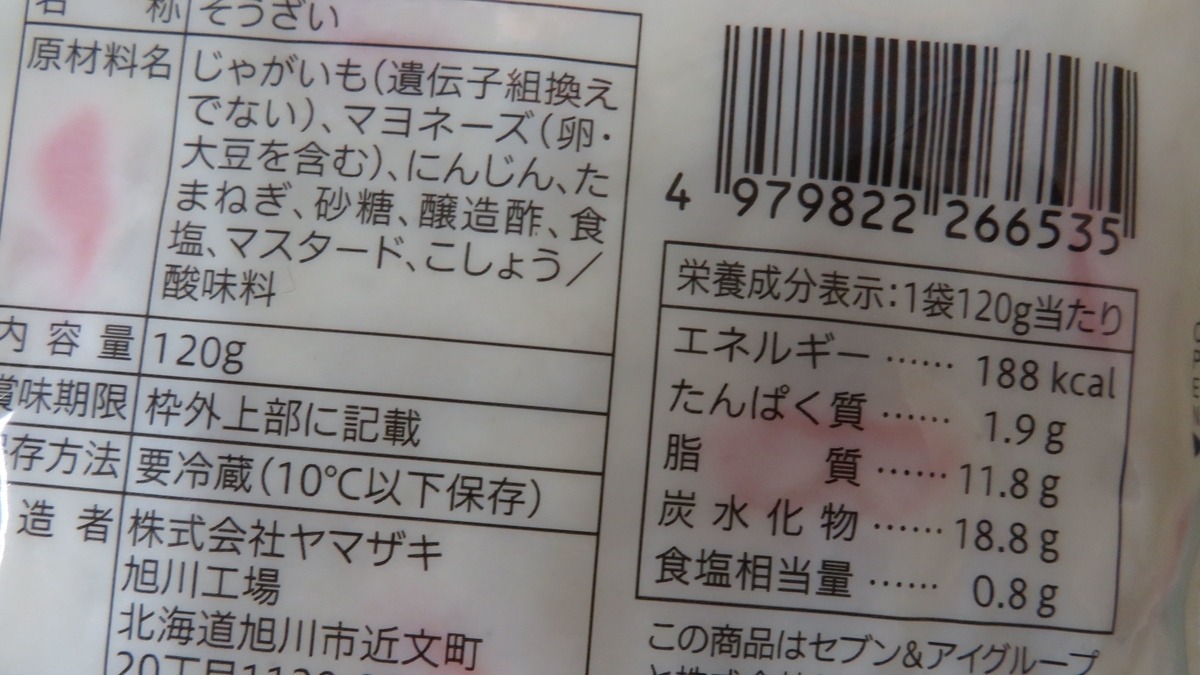 名 称 そうざい
原材料名 じゃがいも(遺伝子組換え
でない)、マヨネーズ(卵・
大豆を含む)、にんじん、た
まねぎ、砂糖、醸造酢、食
塩、マスタード、こしょう/
酸味料
内 容 量 120g
賞味期限 枠外上部に記載
保存方法 要冷蔵(10℃以下保存)
造 者 株式会社ヤマザキ
旭川工場
北海道旭川市近文町
4 979822 266535
栄養成分表示:1袋120g当たり
エネルギー …… 188 kcal
たんぱく質 …… 1.9 g
脂 質 …… 11.8 g
炭 水 化 物 …… 18.8 g
食塩相当量 …… 0.8 g
この商品はセブン&アイグループ